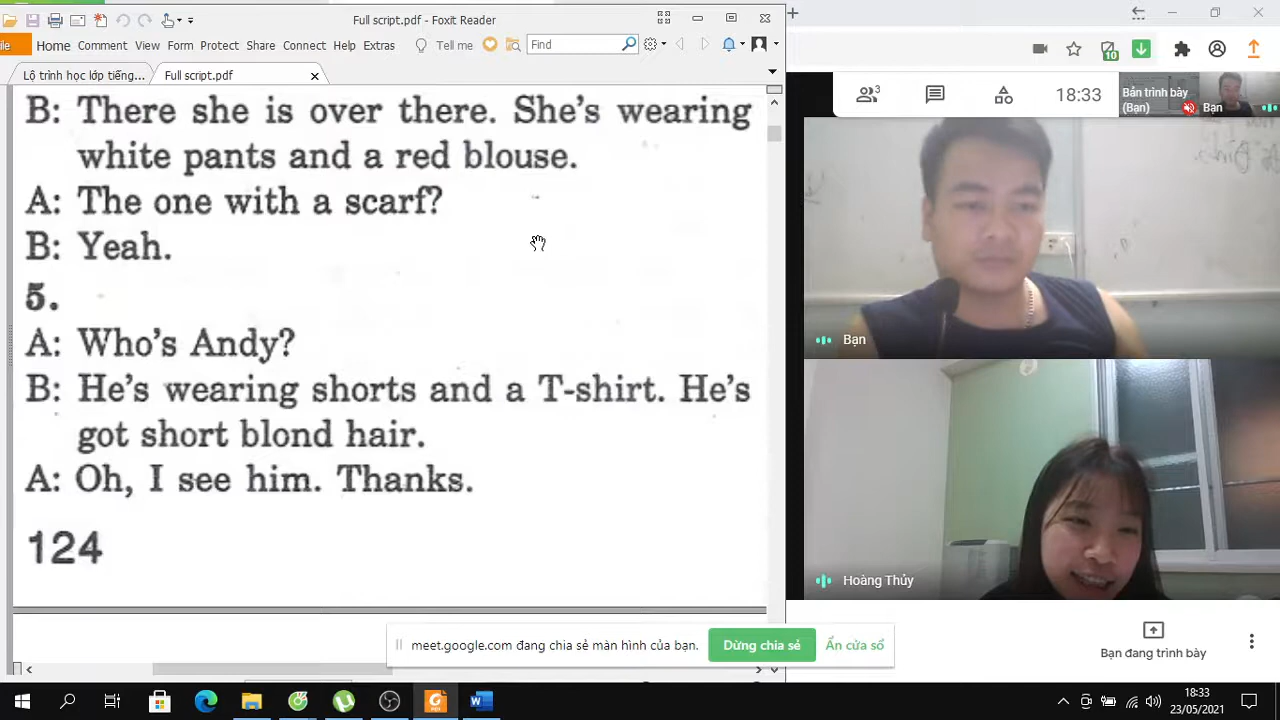 Full script.pdf - Foxit Reader
File Home Comment View Form Protect Share Connect Help Extras Tell me Find
Lộ trình học lớp tiếng... Full script.pdf
B: There she is over there. She's wearing
white pants and a red blouse.
A: The one with a scarf?
B: Yeah.
5.
A: Who's Andy?
B: He's wearing shorts and a T-shirt. He's
got short blond hair.
A: Oh, I see him. Thanks.
124
10
3
18:33
Bản trình bày
(Bạn)
Bạn
Bạn
Hoàng Thủy
meet.google.com đang chia sẻ màn hình của bạn. Dừng chia sẻ Ẩn cửa sổ
Bạn đang trình bày
18:33
23/05/2021